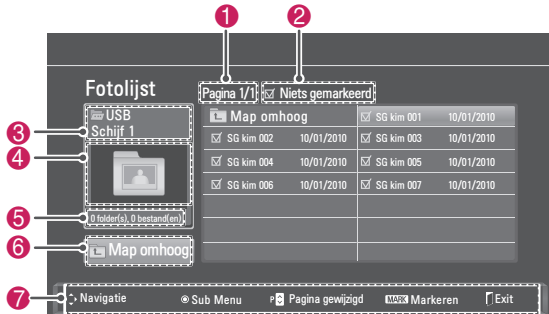 1 2
Fotolijst Pagina 1/1 Niets gemarkeerd
3 USB
Schijf 1
4
5 0 folder(s), 0 bestand(en)
6 Map omhoog
Map omhoog SG kim 001 10/01/2010
SG kim 002 10/01/2010 SG kim 003 10/01/2010
SG kim 004 10/01/2010 SG kim 005 10/01/2010
SG kim 006 10/01/2010 SG kim 007 10/01/2010
7 Navigatie Sub Menu P Pagina gewijzigd MARK Markeren Exit